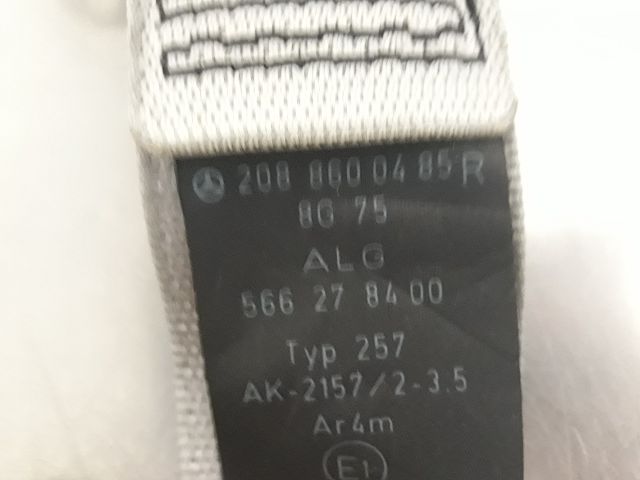 208 860 04 85 R
8G 75
ALG
566 27 84 00
Typ 257
AK-2157/2-3.5
Ar4m
E1